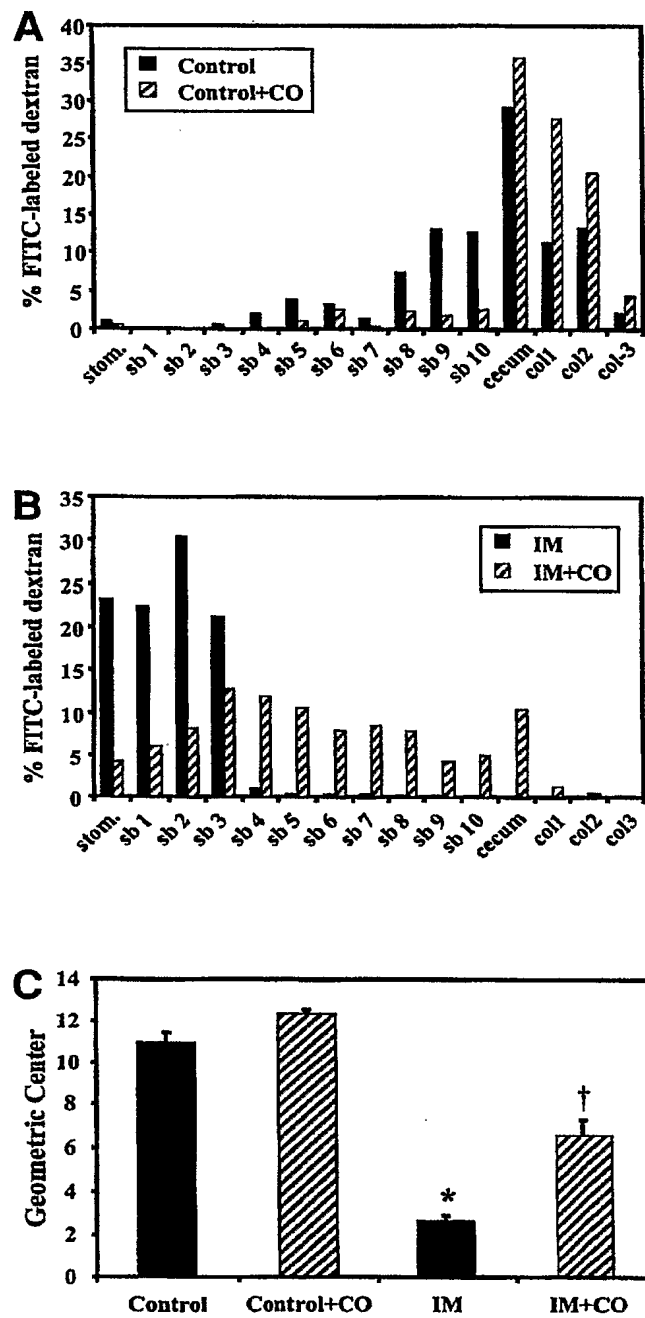 A
% FITC-labeled dextran
40
35
30
25
20
15
10
5
0
Control
Control+CO
stom. sb 1 sb 2 sb 3 sb 4 sb 5 sb 6 sb 7 sb 8 sb 9 sb 10 cecum col1 col2 col-3
B
% FITC-labeled dextran
35
30
25
20
15
10
5
0
IM
IM+CO
stom. sb 1 sb 2 sb 3 sb 4 sb 5 sb 6 sb 7 sb 8 sb 9 sb 10 cecum col1 col2 col3
C
Geometric Center
14
12
10
8
6
4
2
0
*
†
Control Control+CO IM IM+CO